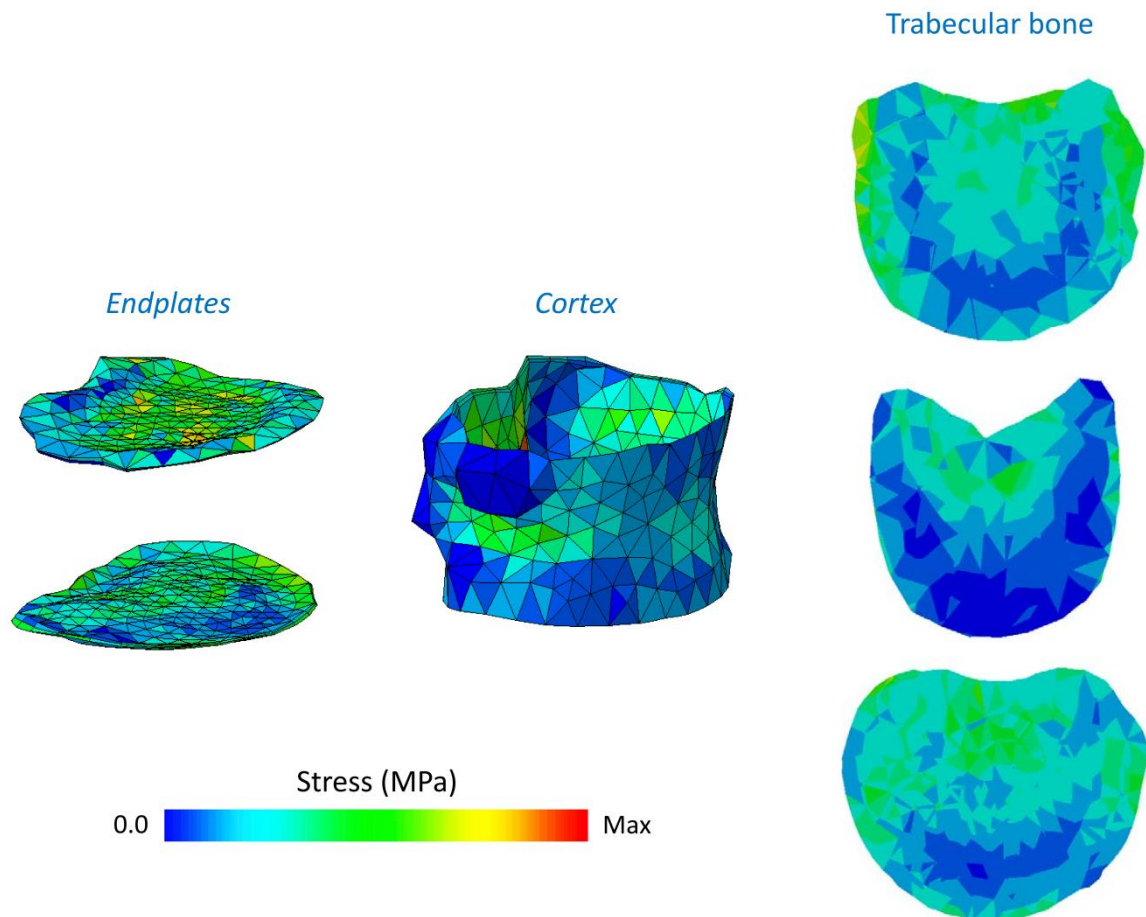 Trabecular bone
Endplates
Cortex
Stress (MPa)
0.0
Max